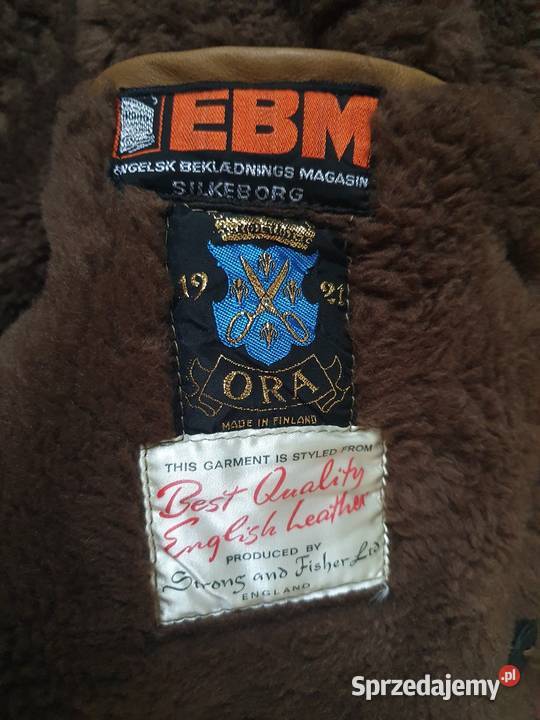 EBM
ENGELSK BEKLÆDNINGS MAGASIN
SILKEBORG
19 21
ORA
MADE IN FINLAND
THIS GARMENT IS STYLED FROM
Best Quality
English Leather
PRODUCED BY
Strong and Fisher Ltd
ENGLAND
Sprzedajemy.pl